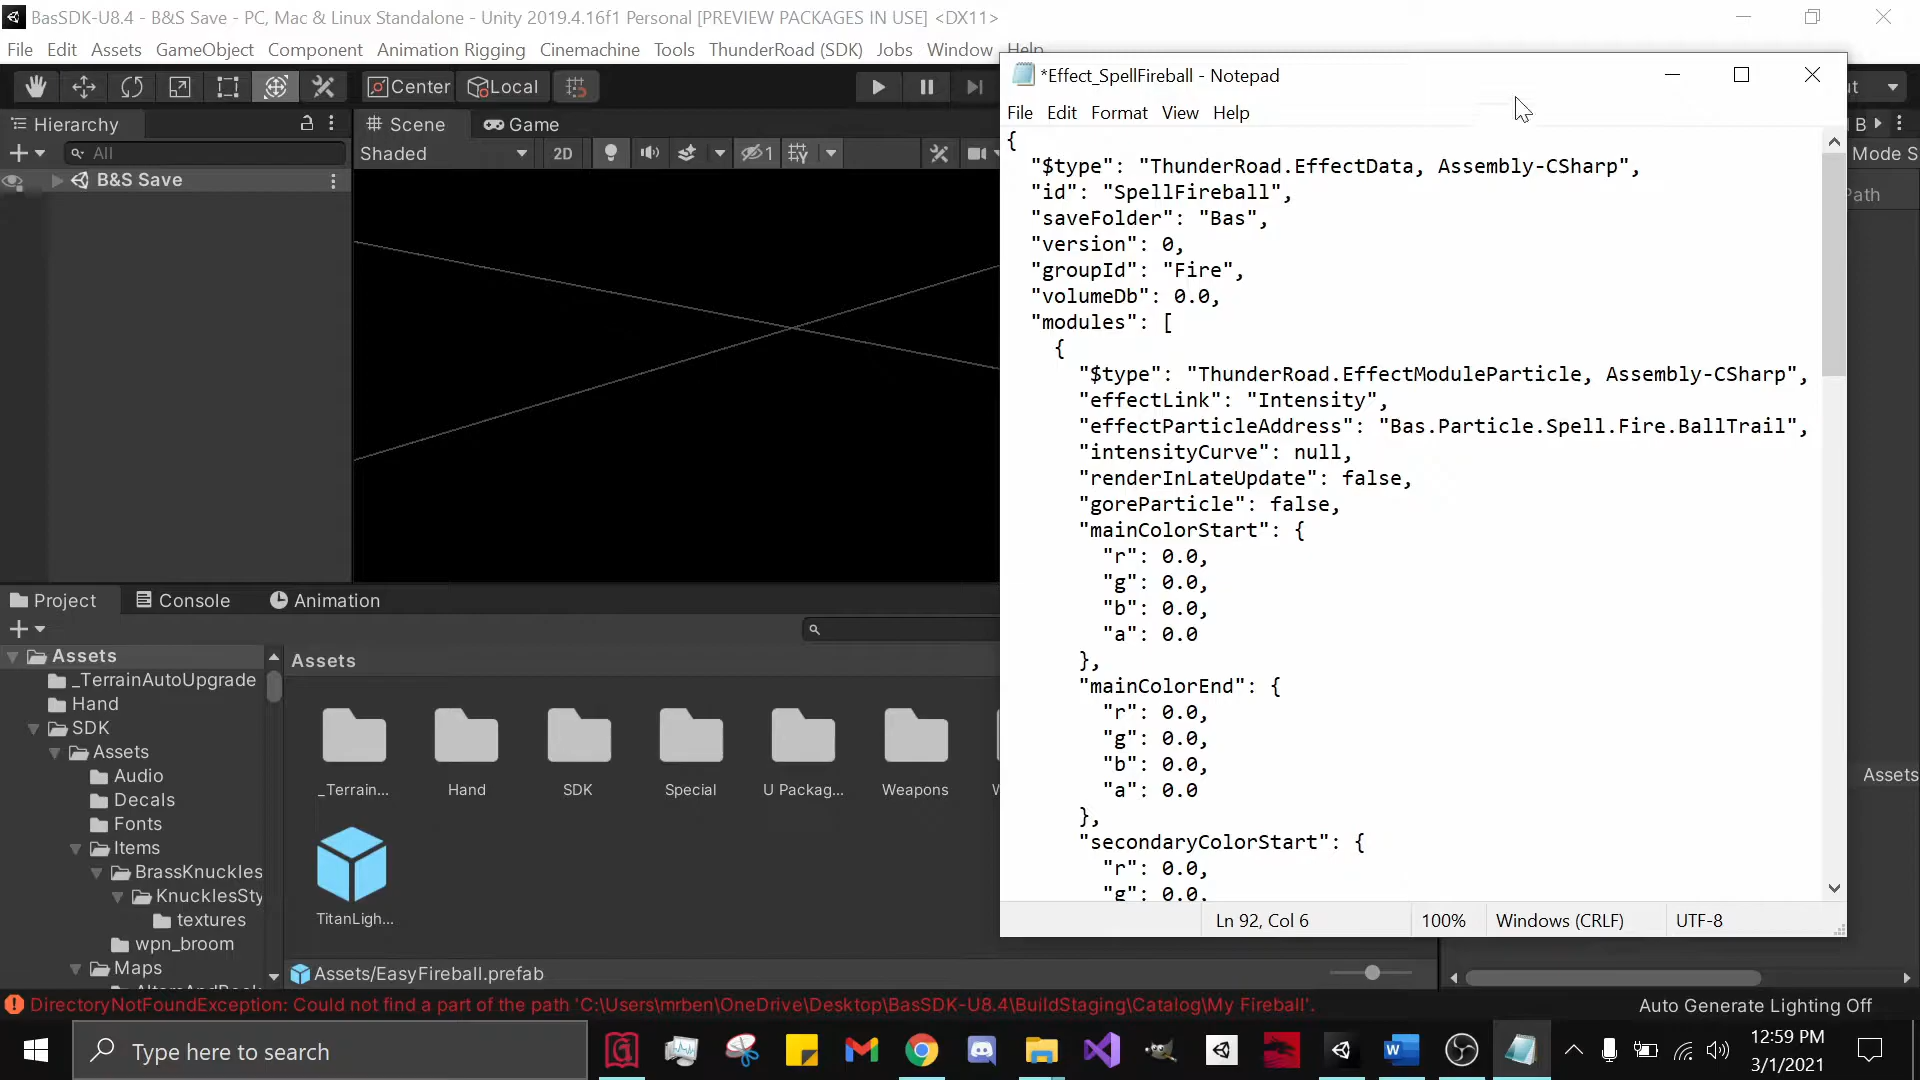 BasSDK-U8.4 - B&S Save - PC, Mac & Linux Standalone - Unity 2019.4.16f1 Personal [PREVIEW PACKAGES IN USE] <DX11>
File Edit Assets GameObject Component Animation Rigging Cinemachine Tools ThunderRoad (SDK) Jobs Window Help
Center Local
Hierarchy
Scene Game
All
Shaded 2D 1
B&S Save
*Effect_SpellFireball - Notepad
File Edit Format View Help
{
"$type": "ThunderRoad.EffectData, Assembly-CSharp",
"id": "SpellFireball",
"saveFolder": "Bas",
"version": 0,
"groupId": "Fire",
"volumeDb": 0.0,
"modules": [
{
"$type": "ThunderRoad.EffectModuleParticle, Assembly-CSharp",
"effectLink": "Intensity",
"effectParticleAddress": "Bas.Particle.Spell.Fire.BallTrail",
"intensityCurve": null,
"renderInLateUpdate": false,
"goreParticle": false,
"mainColorStart": {
"r": 0.0,
"g": 0.0,
"b": 0.0,
"a": 0.0
},
"mainColorEnd": {
"r": 0.0,
"g": 0.0,
"b": 0.0,
"a": 0.0
},
"secondaryColorStart": {
"r": 0.0,
"g": 0.0,
Ln 92, Col 6 100% Windows (CRLF) UTF-8
B
Mode S
Path
Assets
Project Console Animation
Assets
_TerrainAutoUpgrade
Hand
SDK
Assets
Audio
Decals
Fonts
Items
BrassKnuckles
KnucklesSty
textures
wpn_broom
Maps
Assets
_Terrain... Hand SDK Special U Packag... Weapons
TitanLigh...
Assets/EasyFireball.prefab
DirectoryNotFoundException: Could not find a part of the path 'C:\Users\mrben\OneDrive\Desktop\BasSDK-U8.4\BuildStaging\Catalog\My Fireball'.
Auto Generate Lighting Off
Type here to search
12:59 PM
3/1/2021